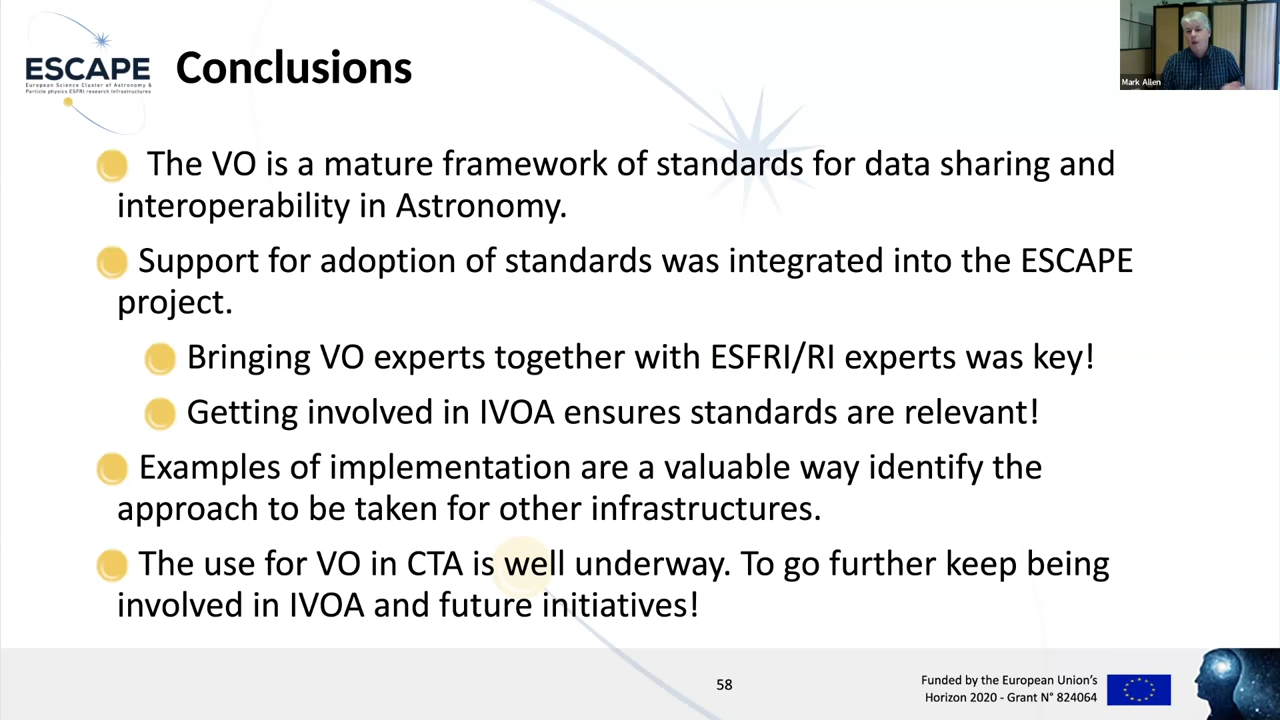 ESCAPE
European Science Cluster of Astronomy &
Particle physics ESFRI research Infrastructures
Conclusions
Mark Allen
The VO is a mature framework of standards for data sharing and
interoperability in Astronomy.
Support for adoption of standards was integrated into the ESCAPE
project.
Bringing VO experts together with ESFRI/RI experts was key!
Getting involved in IVOA ensures standards are relevant!
Examples of implementation are a valuable way identify the
approach to be taken for other infrastructures.
The use for VO in CTA is well underway. To go further keep being
involved in IVOA and future initiatives!
58
Funded by the European Union's
Horizon 2020 - Grant N° 824064